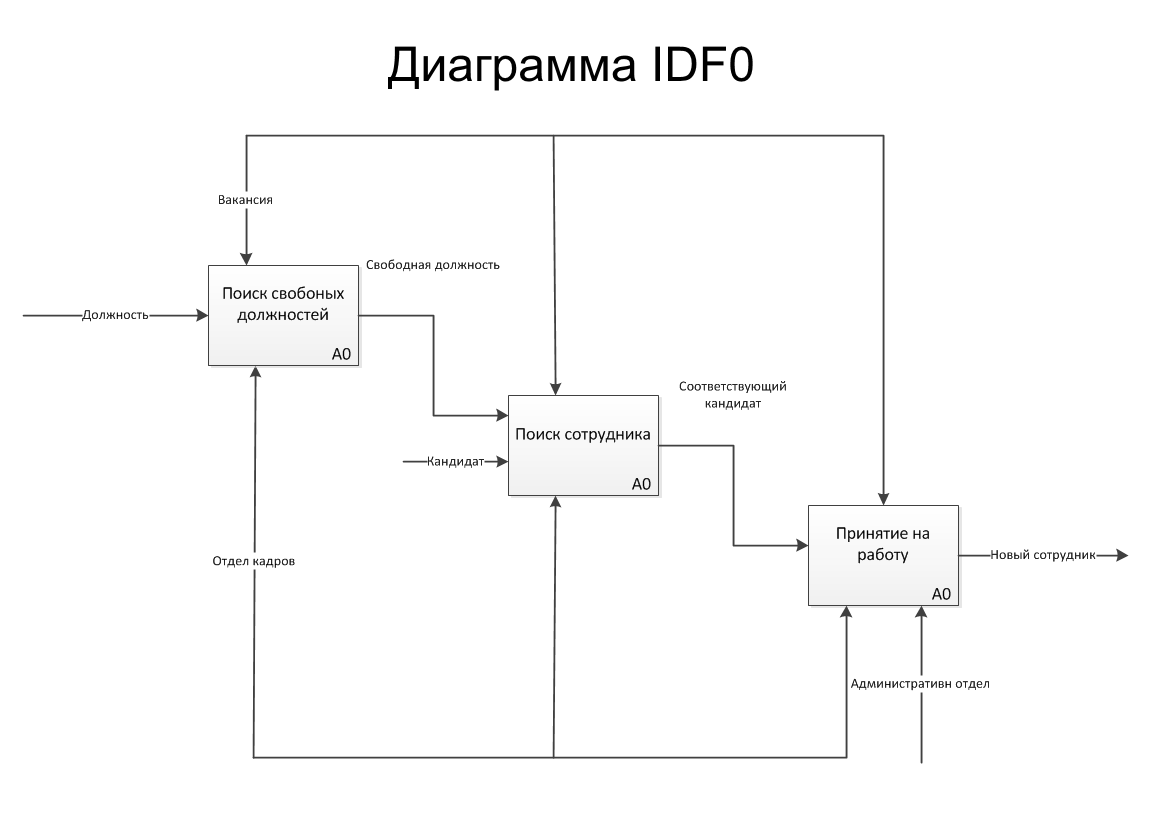 Диаграмма IDF0
Вакансия
Свободная должность
Поиск свобоных
должностей
A0
Должность
Соответствующий
кандидат
Поиск сотрудника
A0
Кандидат
Принятие на
работу
A0
Новый сотрудник
Отдел кадров
Административн отдел